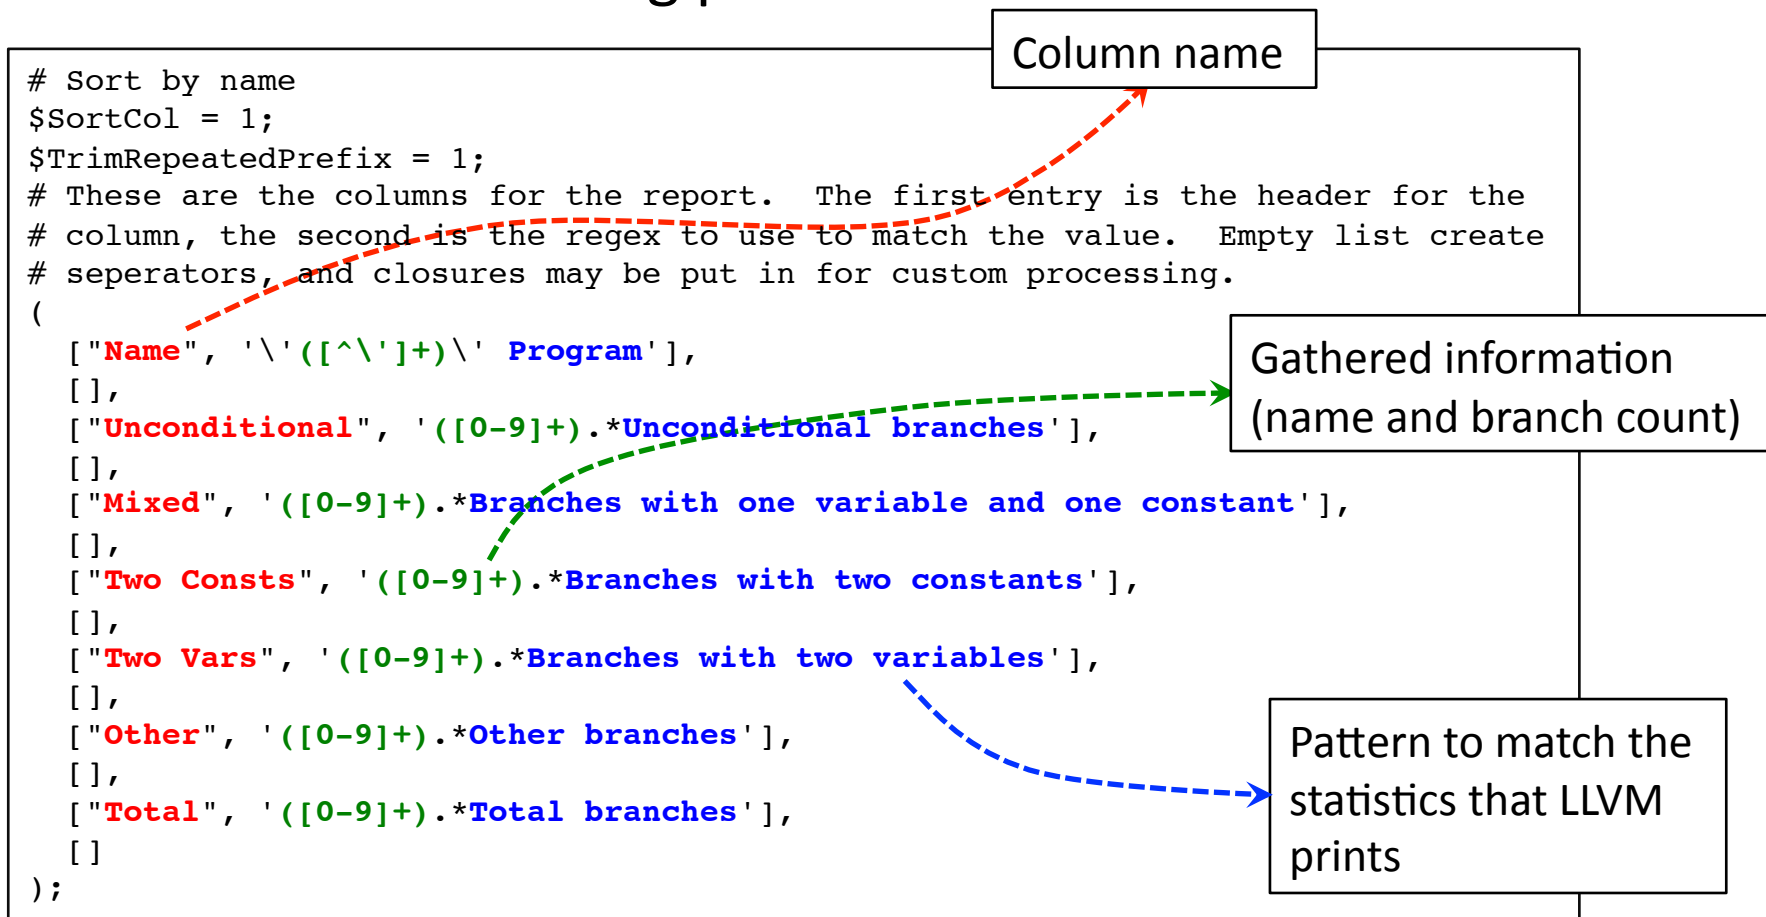 # Sort by name
$SortCol = 1;
$TrimRepeatedPrefix = 1;
# These are the columns for the report.  The first entry is the header for the
# column, the second is the regex to use to match the value.  Empty list create
# seperators, and closures may be put in for custom processing.
(
  ["Name", '\'([^\']+)\' Program'],
  [],
  ["Unconditional", '([0-9]+).*Unconditional branches'],
  [],
  ["Mixed", '([0-9]+).*Branches with one variable and one constant'],
  [],
  ["Two Consts", '([0-9]+).*Branches with two constants'],
  [],
  ["Two Vars", '([0-9]+).*Branches with two variables'],
  [],
  ["Other", '([0-9]+).*Other branches'],
  [],
  ["Total", '([0-9]+).*Total branches'],
  []
);
Column name
Gathered information
(name and branch count)
Pattern to match the
statistics that LLVM
prints